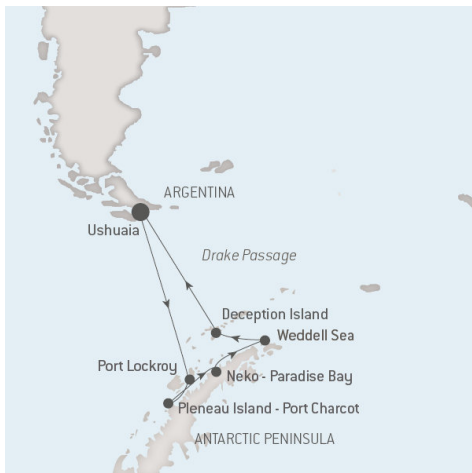 ARGENTINA
Ushuaia
Drake Passage
Deception Island
Weddell Sea
Port Lockroy
Neko - Paradise Bay
Pleneau Island - Port Charcot
ANTARCTIC PENINSULA